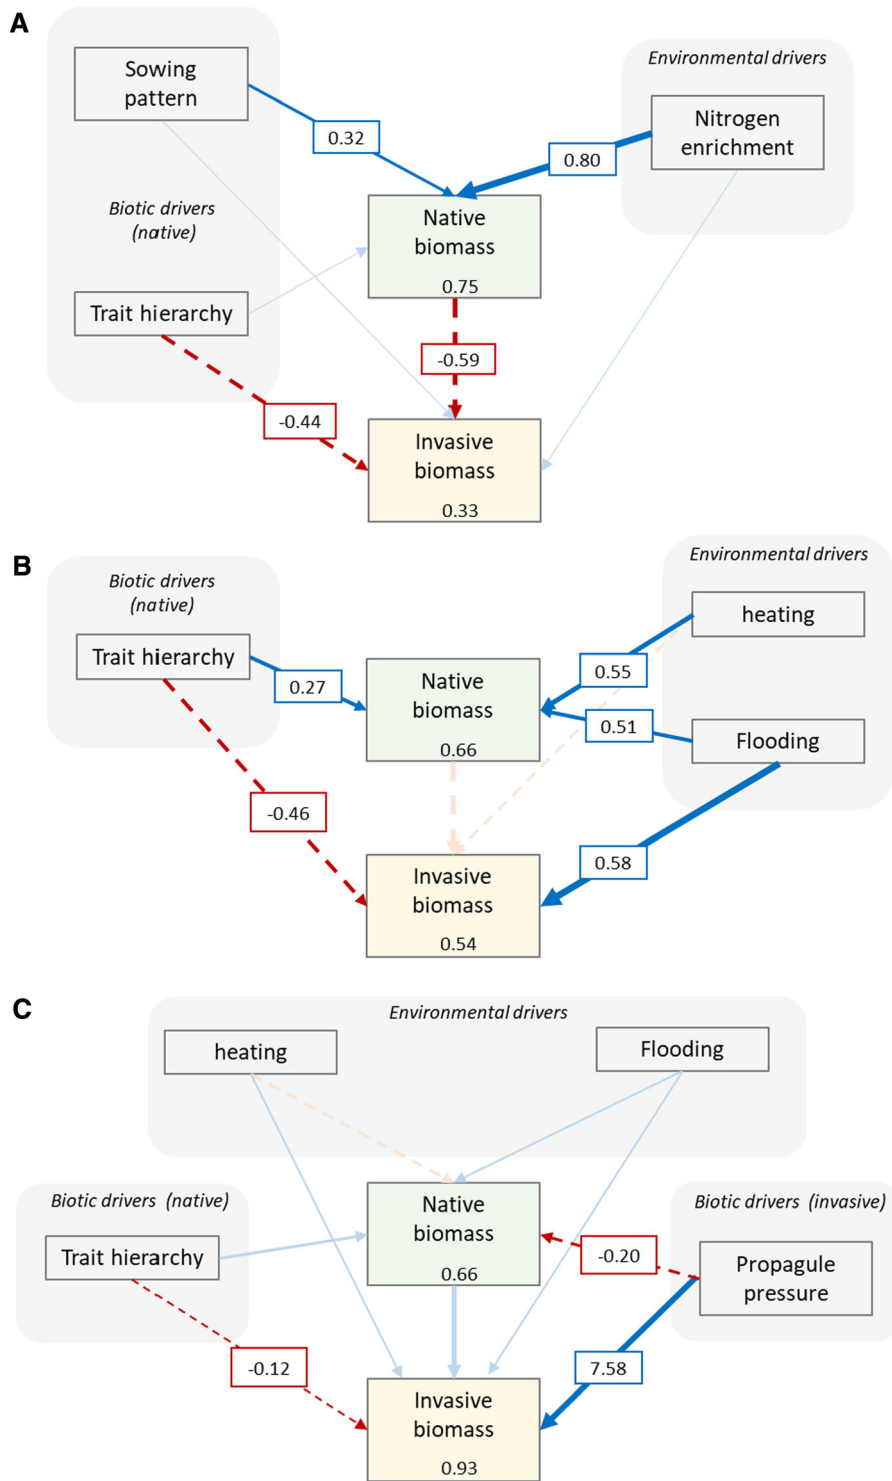 A
Sowing
pattern
Environmental drivers
Nitrogen
enrichment
0.32
0.80
Biotic drivers
(native)
Native
biomass
0.75
Trait hierarchy
-0.59
-0.44
Invasive
biomass
0.33
B
Biotic drivers
(native)
Environmental drivers
heating
Trait hierarchy
0.27
Native
biomass
0.66
0.55
0.51
Flooding
-0.46
0.58
Invasive
biomass
0.54
C
Environmental drivers
heating
Flooding
Biotic drivers (native)
Trait hierarchy
Native
biomass
0.66
Biotic drivers (invasive)
-0.20
Propagule
pressure
-0.12
7.58
Invasive
biomass
0.93